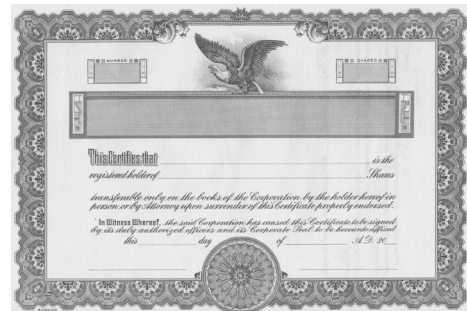 NUMBER
SHARES
This Certifies that is the
registered holder of Shares
transferable only on the books of the Corporation by the holder hereof in
person or by Attorney upon surrender of this Certificate properly endorsed.
In Witness Whereof, the said Corporation has caused this Certificate to be signed
by its duly authorized officers and its Corporate Seal to be hereunto affixed
this day of A.D. 20